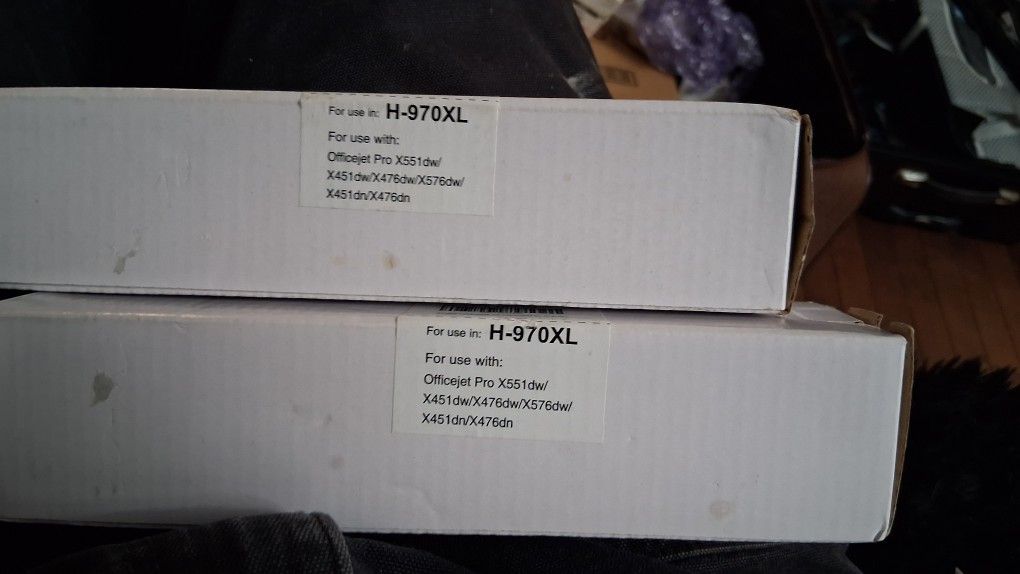 For use in: H-970XL
For use with:
Officejet Pro X551dw/
X451dw/X476dw/X576dw/
X451dn/X476dn
For use in: H-970XL
For use with:
Officejet Pro X551dw/
X451dw/X476dw/X576dw/
X451dn/X476dn